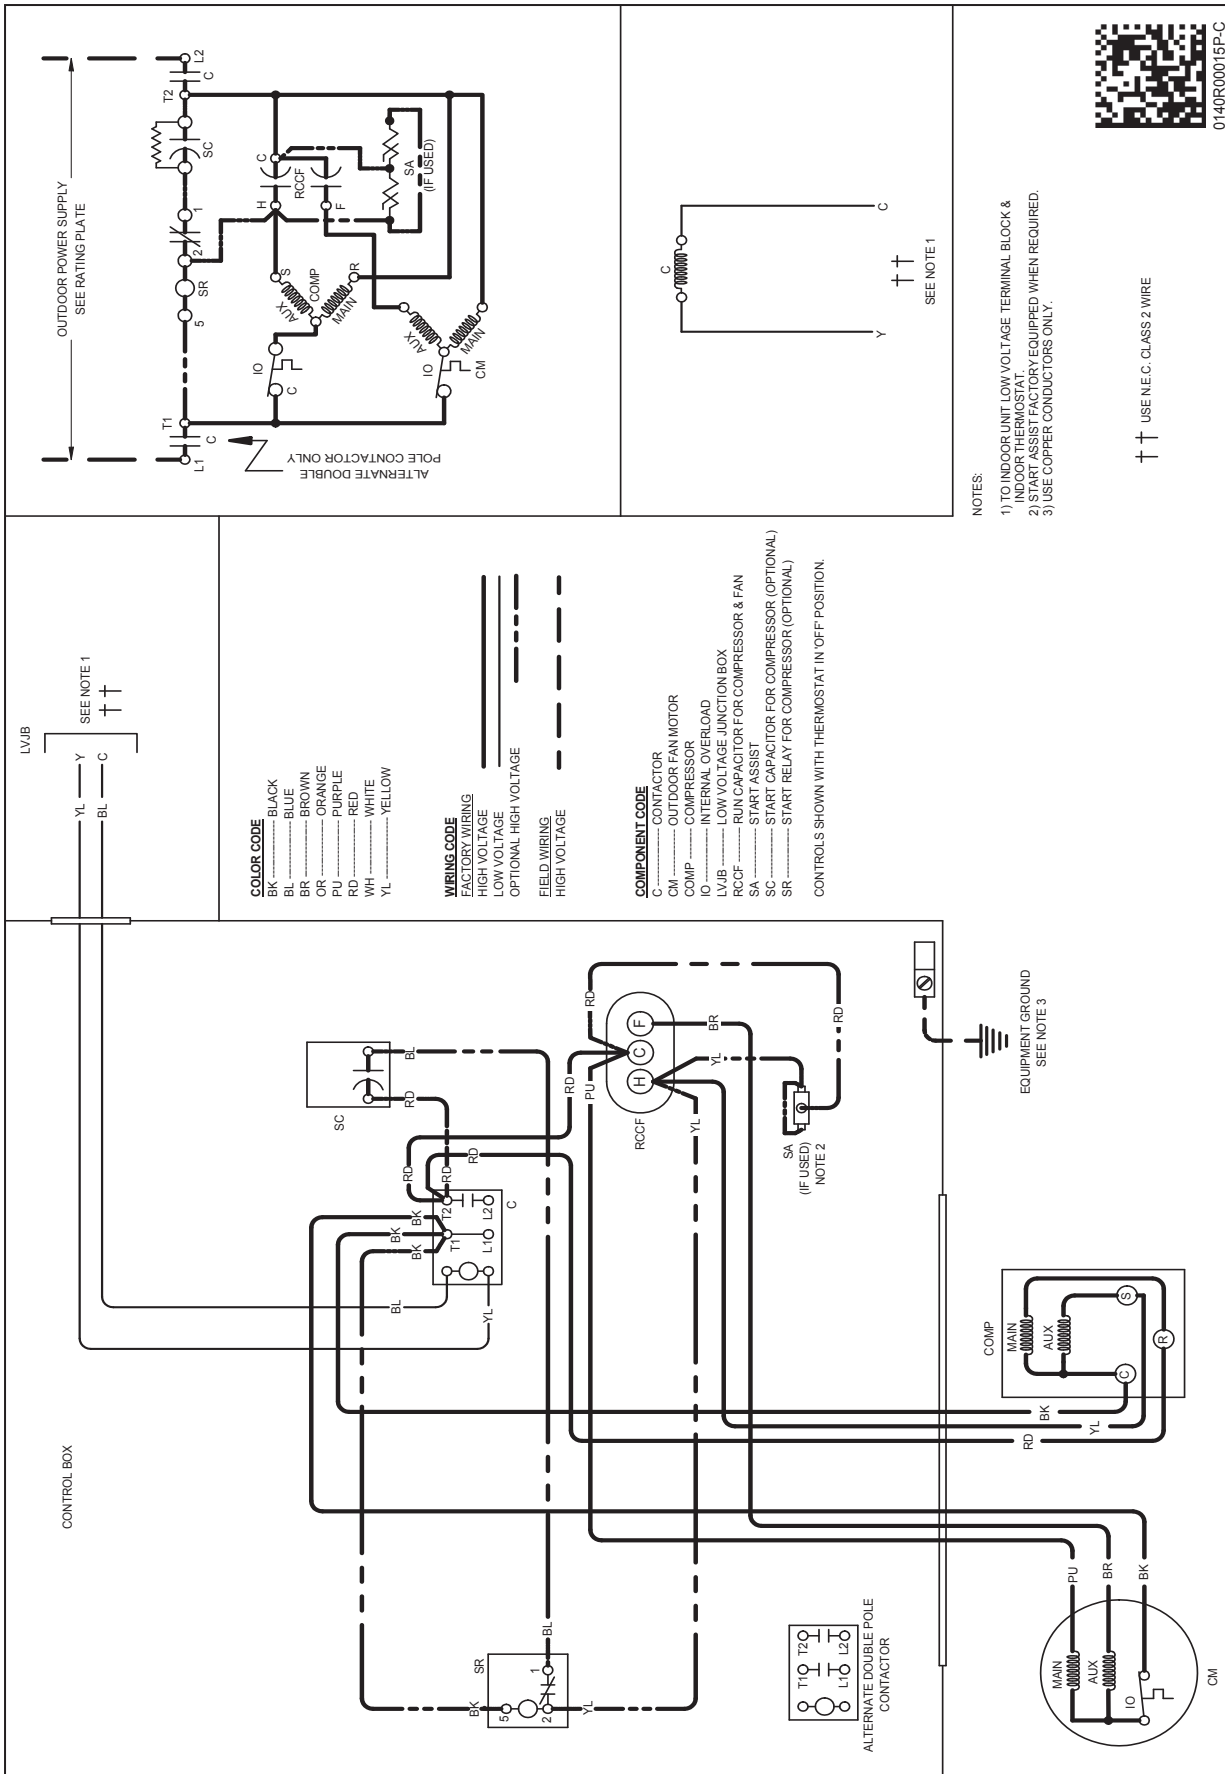 CONTROL BOX
LVJB
SEE NOTE 1
YL
Y
BL
C
SC
RD
BL
RD
RD
RD
RD
T2
T1
L2
L1
C
BK
BK
BK
BL
YL
SR
1
2
5
BL
BK
YL
ALTERNATE DOUBLE POLE
CONTACTOR
T2
T1
L2
L1
RD
PU
RD
H
C
F
RCCF
BR
YL
YL
RD
SA
(IF USED)
NOTE 2
EQUIPMENT GROUND
SEE NOTE 3
COMP
MAIN
AUX
S
C
R
BK
YL
RD
PU
BR
BK
MAIN
AUX
IO
CM
COLOR CODE
BK ---------- BLACK
BL ---------- BLUE
BR ---------- BROWN
OR ---------- ORANGE
PU ---------- PURPLE
RD ---------- RED
WH ---------- WHITE
YL ---------- YELLOW
WIRING CODE
FACTORY WIRING
HIGH VOLTAGE
LOW VOLTAGE
OPTIONAL HIGH VOLTAGE
FIELD WIRING
HIGH VOLTAGE
COMPONENT CODE
C ---------- CONTACTOR
CM ---------- OUTDOOR FAN MOTOR
COMP ---------- COMPRESSOR
IO ---------- INTERNAL OVERLOAD
LVJB ---------- LOW VOLTAGE JUNCTION BOX
RCCF ---------- RUN CAPACITOR FOR COMPRESSOR & FAN
SA ---------- START ASSIST
SC ---------- START CAPACITOR FOR COMPRESSOR (OPTIONAL)
SR ---------- START RELAY FOR COMPRESSOR (OPTIONAL)
CONTROLS SHOWN WITH THERMOSTAT IN 'OFF' POSITION.
OUTDOOR POWER SUPPLY
SEE RATING PLATE
L1
C
T1
5
SR
2
1
SC
T2
C
L2
ALTERNATE DOUBLE
POLE CONTACTOR ONLY
C
IO
COMP
AUX
MAIN
S
R
H
C
RCCF
F
SA
(IF USED)
IO
CM
AUX
MAIN
C
Y
C
SEE NOTE 1
NOTES:
1) TO INDOOR UNIT LOW VOLTAGE TERMINAL BLOCK &
INDOOR THERMOSTAT.
2) START ASSIST FACTORY EQUIPPED WHEN REQUIRED.
3) USE COPPER CONDUCTORS ONLY.
†† USE N.E.C. CLASS 2 WIRE
0140R00015P-C